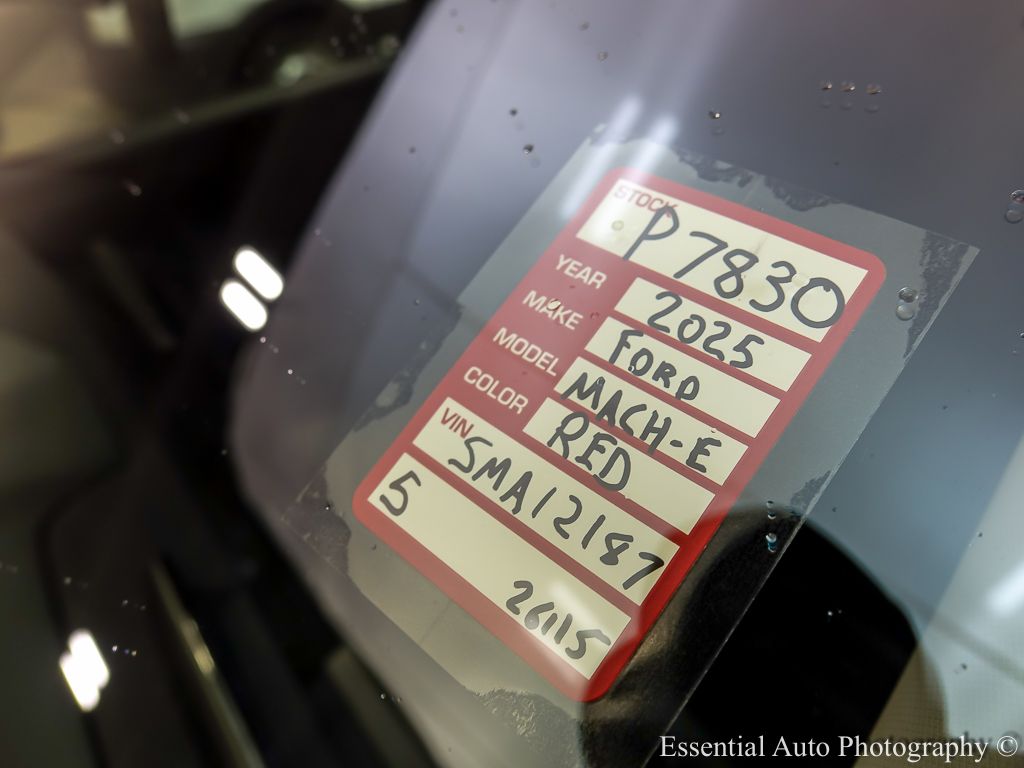 STOCK P7830
YEAR 2025
MAKE FORD
MODEL MACH-E
COLOR RED
VIN SMA12187
5
26115
Essential Auto Photography ©